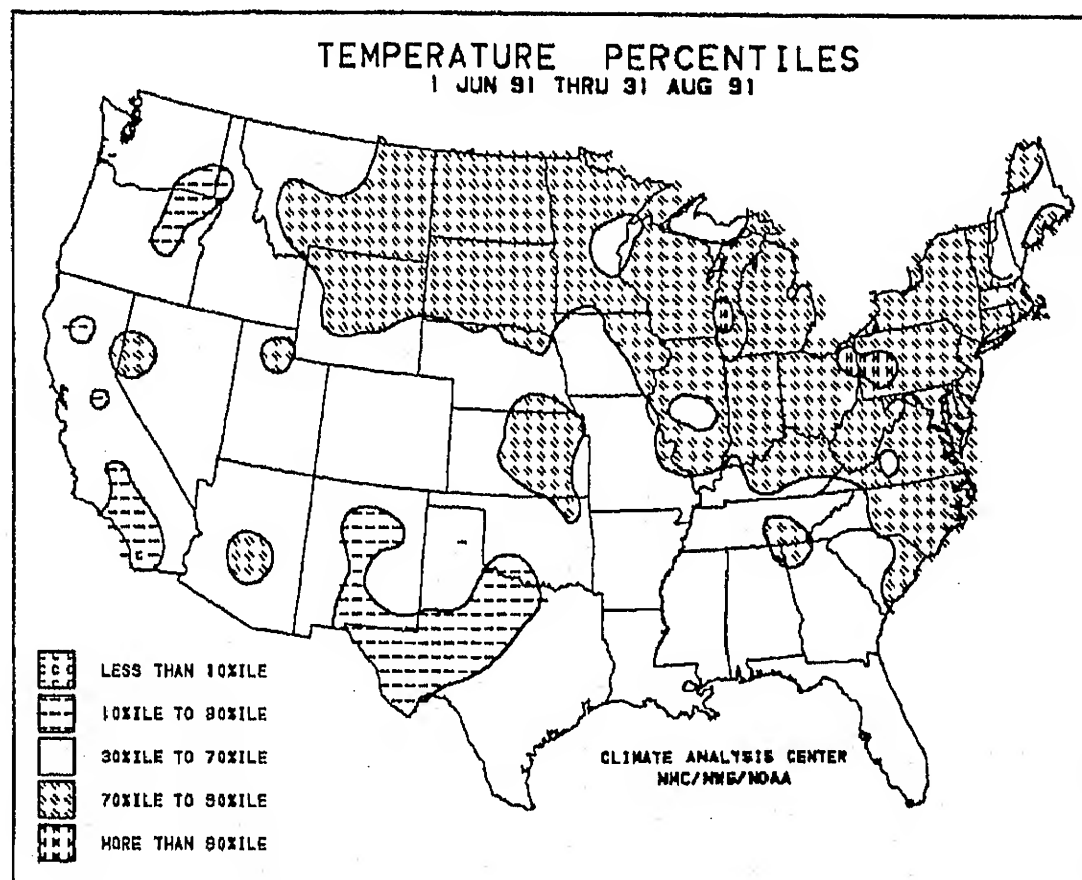 TEMPERATURE PERCENTILES
1 JUN 91 THRU 31 AUG 91
CLIMATE ANALYSIS CENTER
NMC/NWS/NOAA
C LESS THAN 10%ILE
10%ILE TO 30%ILE
30%ILE TO 70%ILE
70%ILE TO 90%ILE
MORE THAN 90%ILE